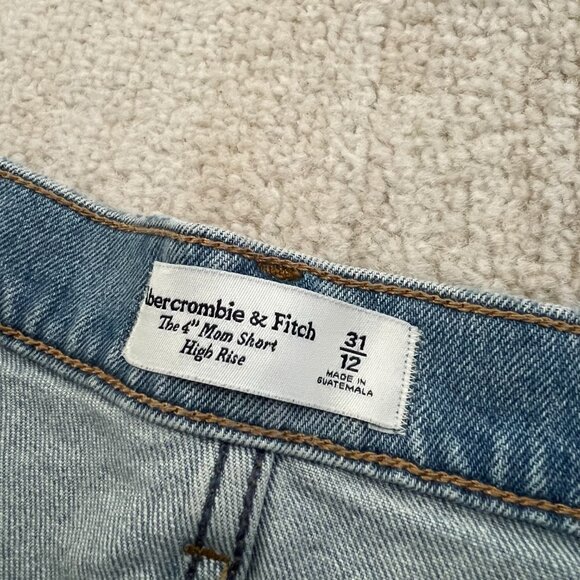 Abercrombie & Fitch
The 4" Mom Short
High Rise
31
12
MADE IN
GUATEMALA